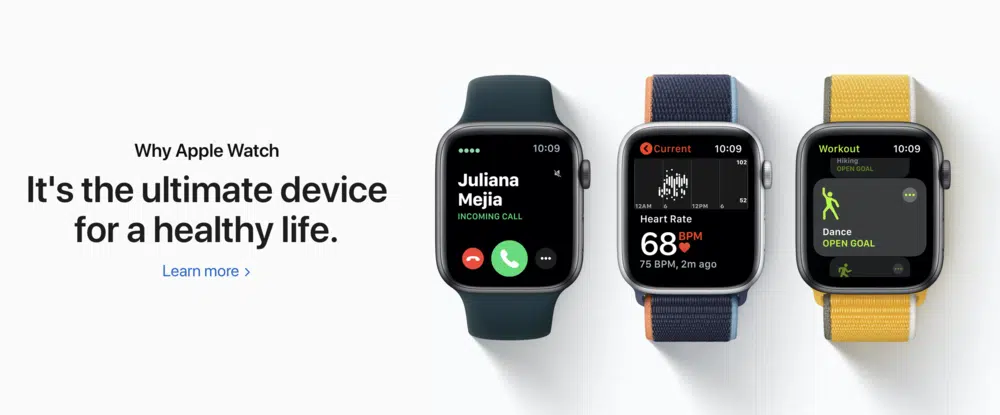 Why Apple Watch
It's the ultimate device
for a healthy life.
Learn more >
10:09
Juliana
Mejia
INCOMING CALL
Current 10:09
102
52
12AM 6 12PM 6
Heart Rate
68 BPM
75 BPM, 2m ago
Workout 10:09
Hiking
OPEN GOAL
Dance
OPEN GOAL